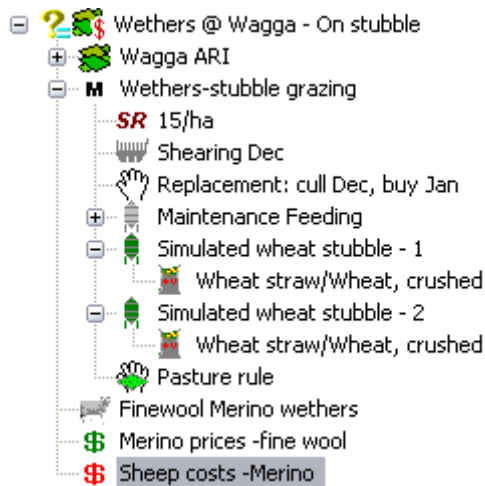 Wethers @ Wagga - On stubble
Wagga ARI
M Wethers-stubble grazing
SR 15/ha
Shearing Dec
Replacement: cull Dec, buy Jan
Maintenance Feeding
Simulated wheat stubble - 1
Wheat straw/Wheat, crushed
Simulated wheat stubble - 2
Wheat straw/Wheat, crushed
Pasture rule
Finewool Merino wethers
$ Merino prices -fine wool
$ Sheep costs -Merino